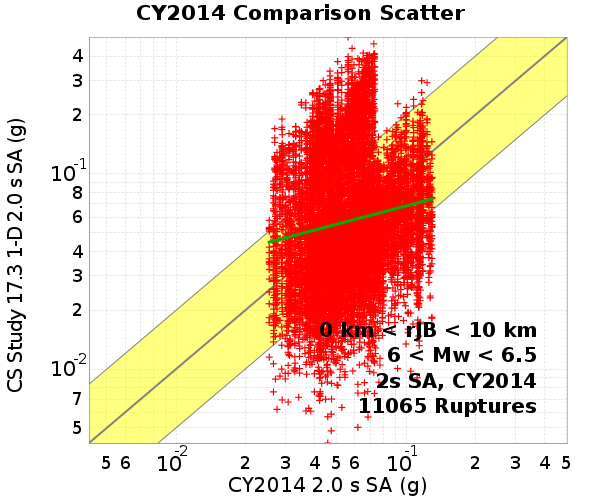 CY2014 Comparison Scatter
CS Study 17.3 1-D 2.0 s SA (g)
4
3
2
10-1
8
6
4
3
2
10-2
7
5
0 km < rJB < 10 km
6 < Mw < 6.5
2s SA, CY2014
11065 Ruptures
5 6 10-2 2 3 4 5 6 10-1 2 3 4 5
CY2014 2.0 s SA (g)